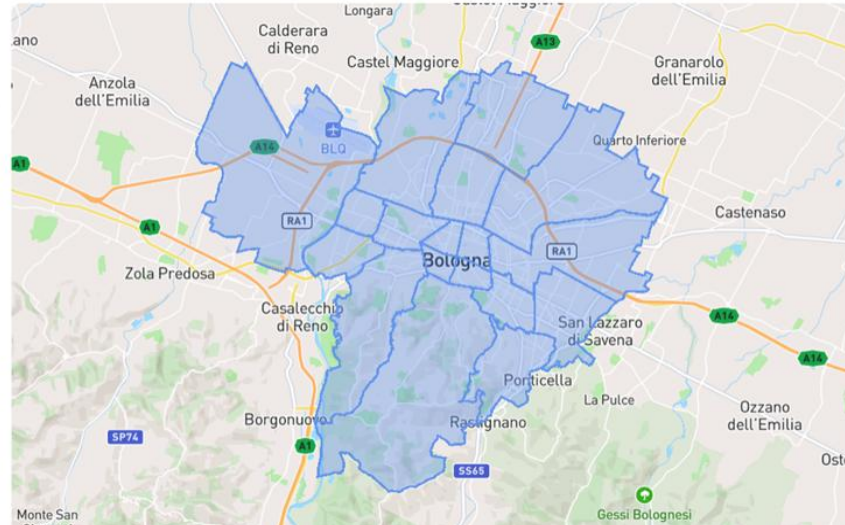 Longara
Calderara
di Reno
A13
Castel Maggiore
Granarolo
dell'Emilia
Anzola
dell'Emilia
BLQ
A14
Quarto Inferiore
A1
RA1
Castenaso
A1
Bologna
RA1
Zola Predosa
Casalecchio
di Reno
A14
San Lazzaro
di Savena
A14
Ponticella
La Pulce
Ozzano
dell'Emilia
Borgonuovo
Rastignano
SP74
A1
SS65
Monte San
Gessi Bolognesi